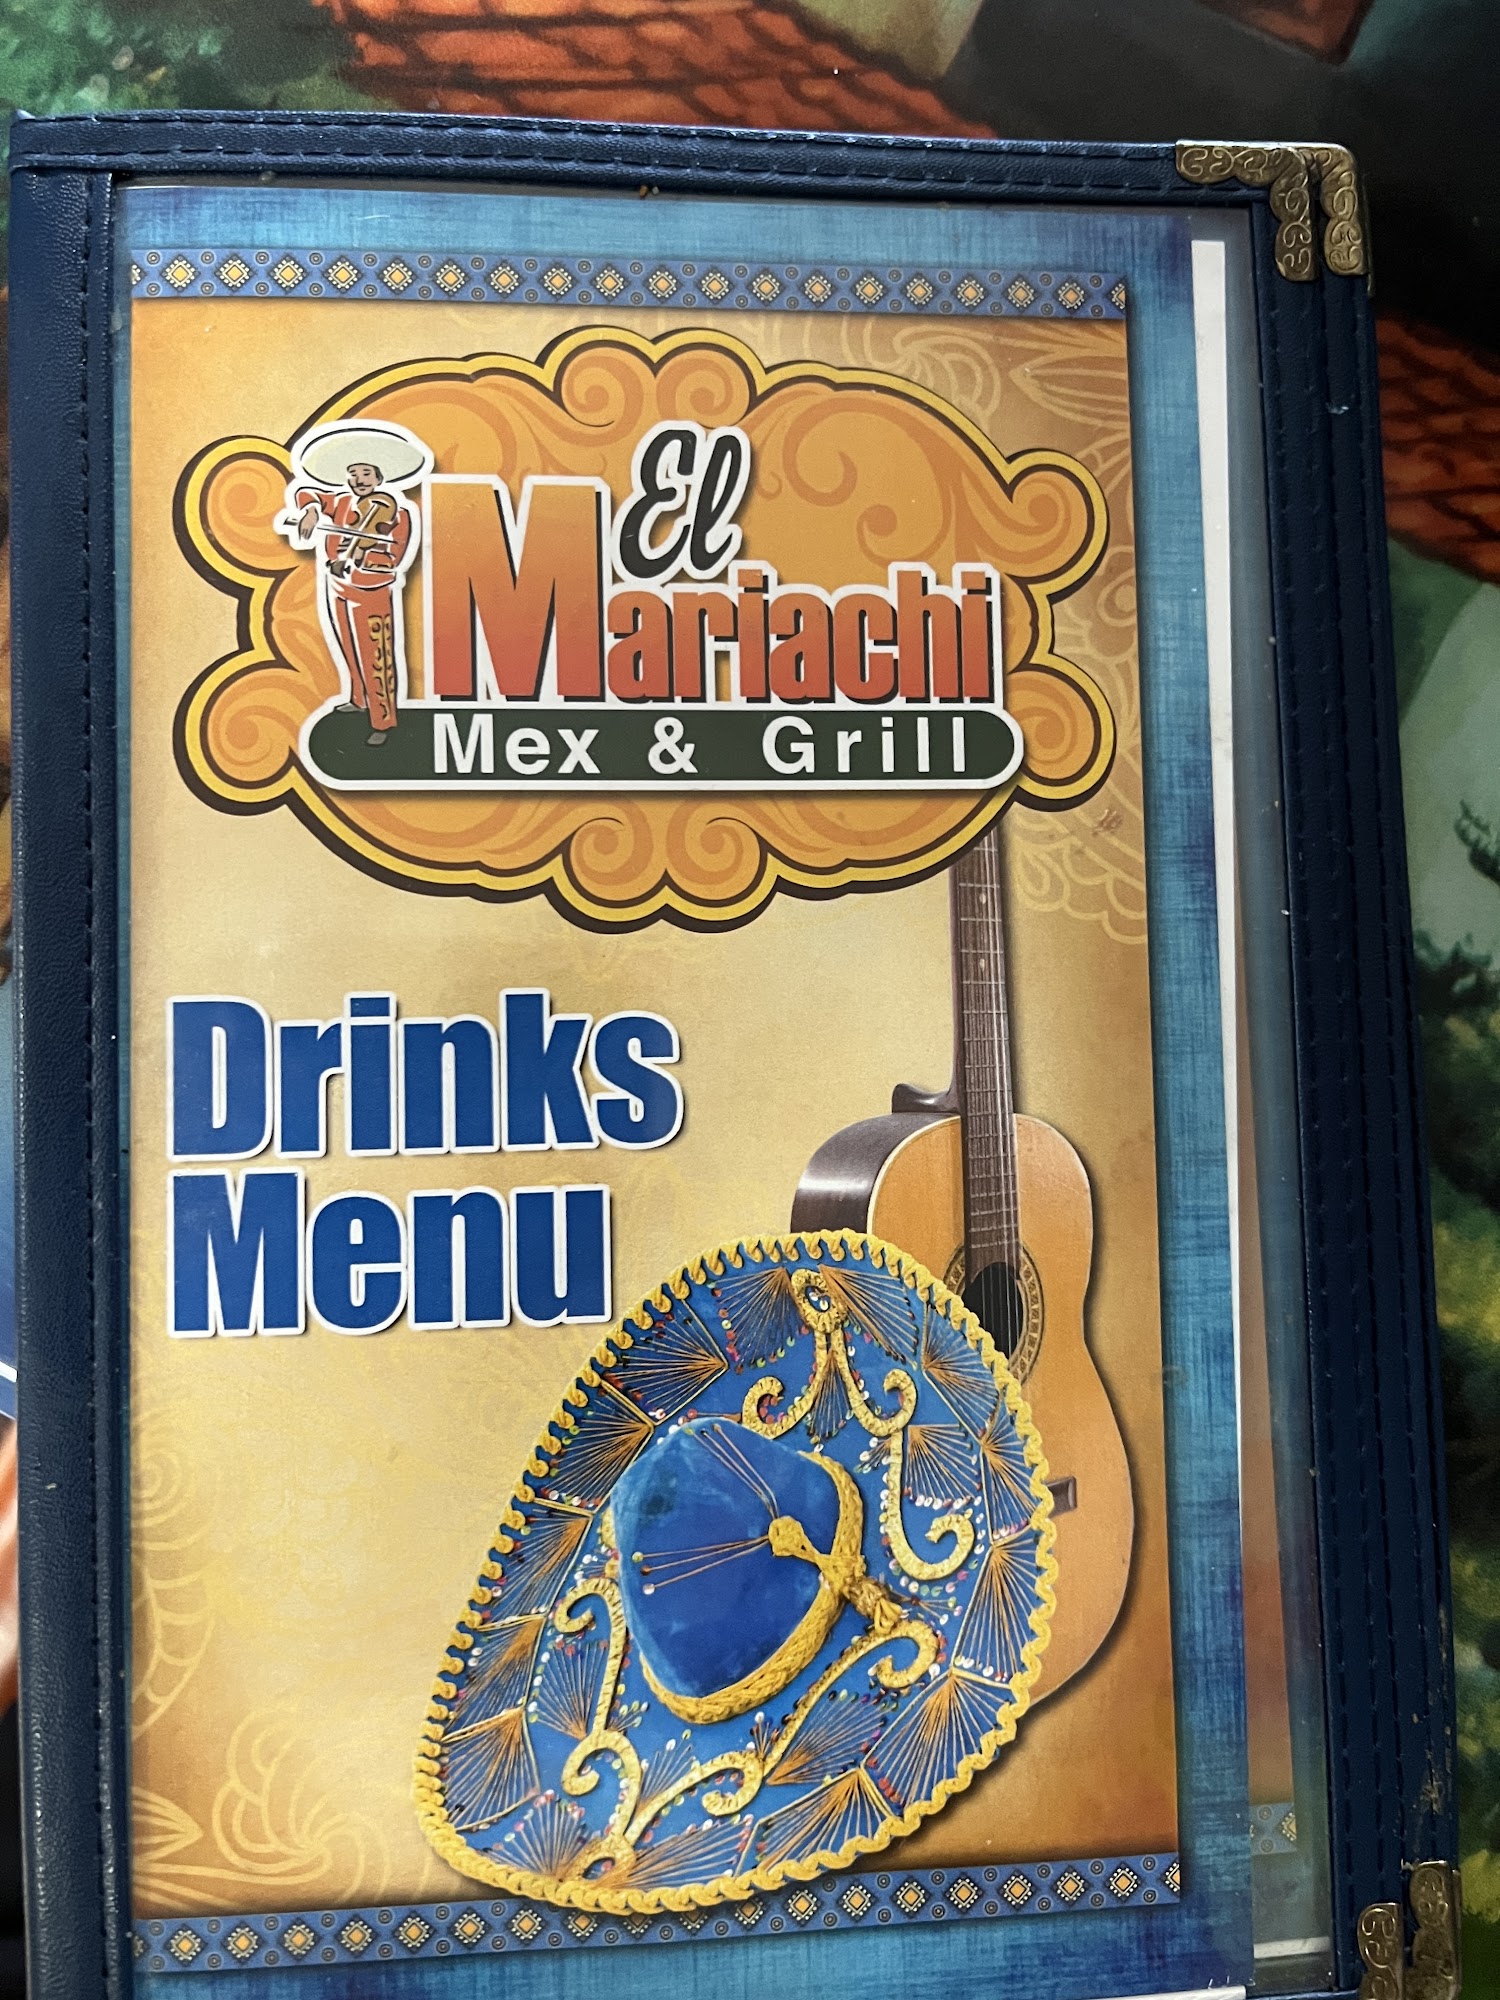 El
Mariachi
Mex & Grill
Drinks
Menu